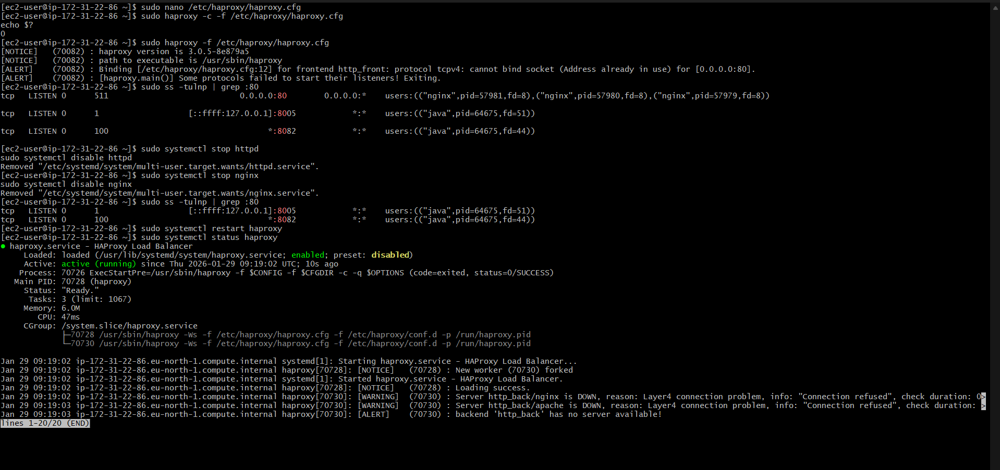 [ec2-user@ip-172-31-22-86 ~]$ sudo nano /etc/haproxy/haproxy.cfg
[ec2-user@ip-172-31-22-86 ~]$ sudo haproxy -c -f /etc/haproxy/haproxy.cfg
echo $?
0
[ec2-user@ip-172-31-22-86 ~]$ sudo haproxy -f /etc/haproxy/haproxy.cfg
[NOTICE]   (70082) : haproxy version is 3.0.5-8e879a5
[NOTICE]   (70082) : path to executable is /usr/sbin/haproxy
[ALERT]    (70082) : Binding [/etc/haproxy/haproxy.cfg:12] for frontend http_front: protocol tcpv4: cannot bind socket (Address already in use) for [0.0.0.0:80].
[ALERT]    (70082) : [haproxy.main()] Some protocols failed to start their listeners! Exiting.
[ec2-user@ip-172-31-22-86 ~]$ sudo ss -tulnp | grep :80
tcp   LISTEN 0      511                            0.0.0.0:80        0.0.0.0:*    users:(("nginx",pid=57981,fd=8),("nginx",pid=57980,fd=8),("nginx",pid=57979,fd=8))
tcp   LISTEN 0      1                   [::ffff:127.0.0.1]:8005            *:*    users:(("java",pid=64675,fd=51))
tcp   LISTEN 0      100                                  *:8082            *:*    users:(("java",pid=64675,fd=44))
[ec2-user@ip-172-31-22-86 ~]$ sudo systemctl stop httpd
sudo systemctl disable httpd
Removed "/etc/systemd/system/multi-user.target.wants/httpd.service".
[ec2-user@ip-172-31-22-86 ~]$ sudo systemctl stop nginx
sudo systemctl disable nginx
Removed "/etc/systemd/system/multi-user.target.wants/nginx.service".
[ec2-user@ip-172-31-22-86 ~]$ sudo ss -tulnp | grep :80
tcp   LISTEN 0      1                   [::ffff:127.0.0.1]:8005            *:*    users:(("java",pid=64675,fd=51))
tcp   LISTEN 0      100                                  *:8082            *:*    users:(("java",pid=64675,fd=44))
[ec2-user@ip-172-31-22-86 ~]$ sudo systemctl restart haproxy
[ec2-user@ip-172-31-22-86 ~]$ sudo systemctl status haproxy
● haproxy.service - HAProxy Load Balancer
     Loaded: loaded (/usr/lib/systemd/system/haproxy.service; enabled; preset: disabled)
     Active: active (running) since Thu 2026-01-29 09:19:02 UTC; 10s ago
    Process: 70726 ExecStartPre=/usr/sbin/haproxy -f $CONFIG -f $CFGDIR -c -q $OPTIONS (code=exited, status=0/SUCCESS)
   Main PID: 70728 (haproxy)
     Status: "Ready."
      Tasks: 3 (limit: 1067)
     Memory: 6.0M
        CPU: 47ms
     CGroup: /system.slice/haproxy.service
             ├─70728 /usr/sbin/haproxy -Ws -f /etc/haproxy/haproxy.cfg -f /etc/haproxy/conf.d -p /run/haproxy.pid
             └─70730 /usr/sbin/haproxy -Ws -f /etc/haproxy/haproxy.cfg -f /etc/haproxy/conf.d -p /run/haproxy.pid
Jan 29 09:19:02 ip-172-31-22-86.eu-north-1.compute.internal systemd[1]: Starting haproxy.service - HAProxy Load Balancer...
Jan 29 09:19:02 ip-172-31-22-86.eu-north-1.compute.internal haproxy[70728]: [NOTICE]   (70728) : New worker (70730) forked
Jan 29 09:19:02 ip-172-31-22-86.eu-north-1.compute.internal systemd[1]: Started haproxy.service - HAProxy Load Balancer.
Jan 29 09:19:02 ip-172-31-22-86.eu-north-1.compute.internal haproxy[70728]: [NOTICE]   (70728) : Loading success.
Jan 29 09:19:02 ip-172-31-22-86.eu-north-1.compute.internal haproxy[70730]: [WARNING]  (70730) : Server http_back/nginx is DOWN, reason: Layer4 connection problem, info: "Connection refused", check duration: 0>
Jan 29 09:19:03 ip-172-31-22-86.eu-north-1.compute.internal haproxy[70730]: [WARNING]  (70730) : Server http_back/apache is DOWN, reason: Layer4 connection problem, info: "Connection refused", check duration: >
Jan 29 09:19:03 ip-172-31-22-86.eu-north-1.compute.internal haproxy[70730]: [ALERT]    (70730) : backend 'http_back' has no server available!
lines 1-20/20 (END)